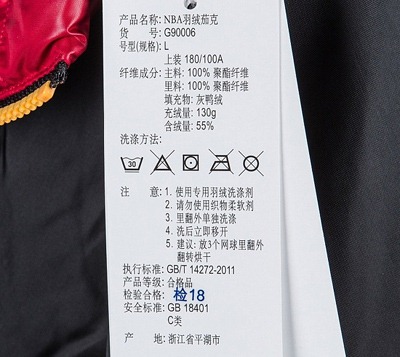 产品名称: NBA羽绒茄克
货 号: G90006
号型(规格): L
上装 180/100A
纤维成分: 主料: 100% 聚酯纤维
里料: 100% 聚酯纤维
填充物: 灰鸭绒
充绒量: 130g
含绒量: 55%
洗涤方法:
30
注 意: 1. 使用专用羽绒洗涤剂
2. 请勿使用织物柔软剂
3. 里翻外单独洗涤
4. 洗后立即移开
5. 建议: 放3个网球里翻外
翻转烘干
执行标准: GB/T 14272-2011
产品等级: 合格品
检验合格: 检18
安全标准: GB 18401
C类
产 地: 浙江省平湖市